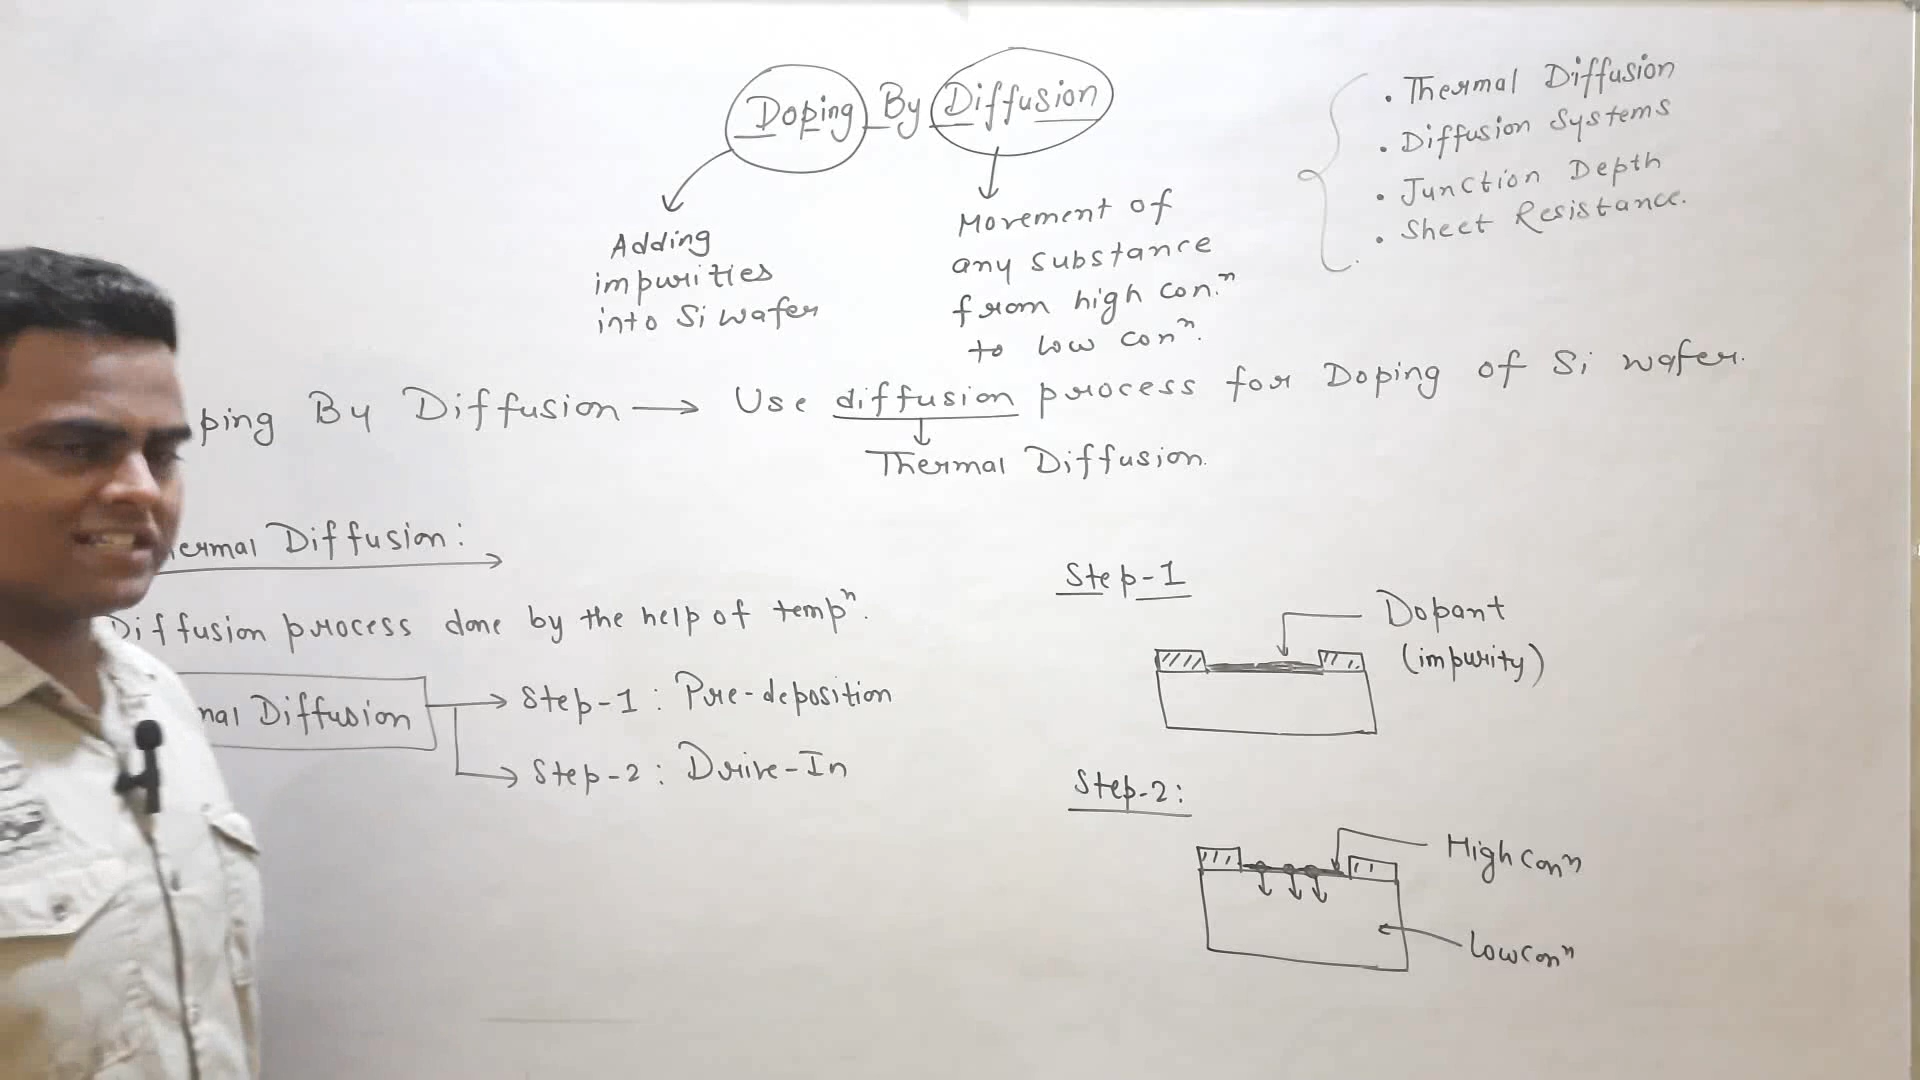 Doping By Diffusion
Adding
impurities
into Si wafer
Movement of
any substance
from high con.ⁿ
to low conⁿ.
• Thermal Diffusion
• Diffusion Systems
• Junction Depth
• Sheet Resistance.
ping By Diffusion → Use diffusion process for Doping of Si wafer.
Thermal Diffusion.
ermal Diffusion:
Diffusion process done by the help of tempⁿ.
nal Diffusion
Step-1 : Pre-deposition
Step-2 : Drive-In
Step-1
Dopant
(impurity)
Step-2:
High conⁿ
Low conⁿ